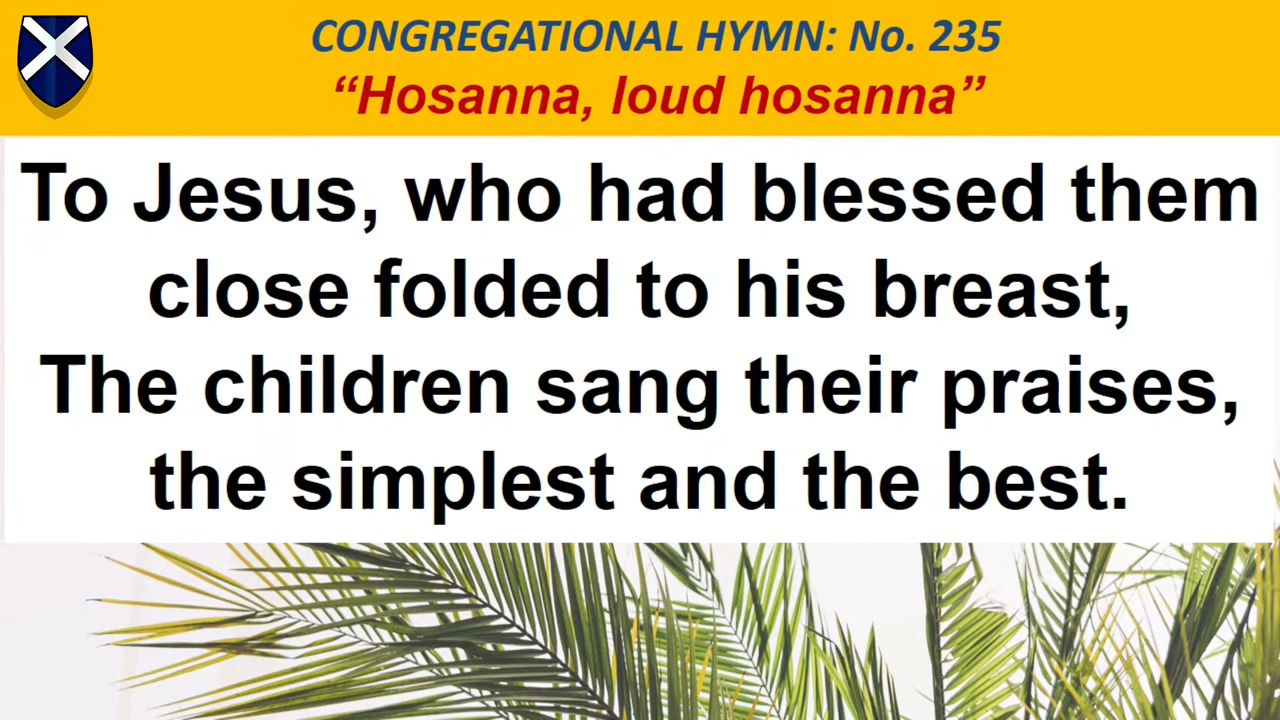 CONGREGATIONAL HYMN: No. 235
“Hosanna, loud hosanna”
To Jesus, who had blessed them
close folded to his breast,
The children sang their praises,
the simplest and the best.